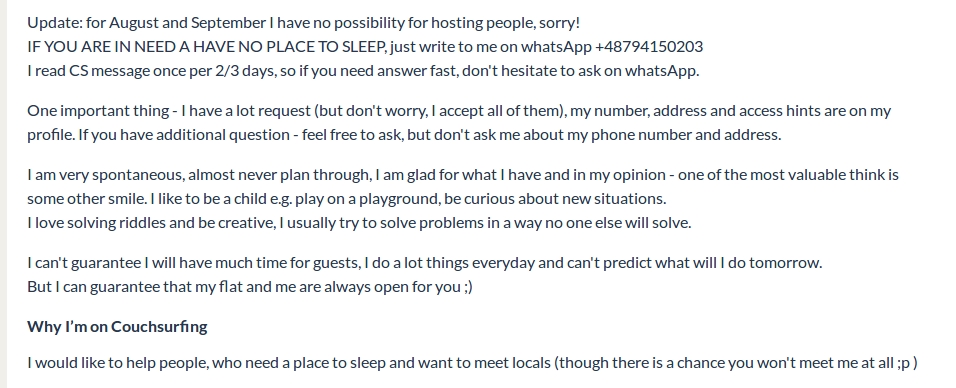 Update: for August and September I have no possibility for hosting people, sorry!
IF YOU ARE IN NEED A HAVE NO PLACE TO SLEEP, just write to me on whatsApp +48794150203
I read CS message once per 2/3 days, so if you need answer fast, don't hesitate to ask on whatsApp.
One important thing - I have a lot request (but don't worry, I accept all of them), my number, address and access hints are on my
profile. If you have additional question - feel free to ask, but don't ask me about my phone number and address.
I am very spontaneous, almost never plan through, I am glad for what I have and in my opinion - one of the most valuable think is
some other smile. I like to be a child e.g. play on a playground, be curious about new situations.
I love solving riddles and be creative, I usually try to solve problems in a way no one else will solve.
I can't guarantee I will have much time for guests, I do a lot things everyday and can't predict what will I do tomorrow.
But I can guarantee that my flat and me are always open for you ;)
Why I'm on Couchsurfing
I would like to help people, who need a place to sleep and want to meet locals (though there is a chance you won't meet me at all ;p )